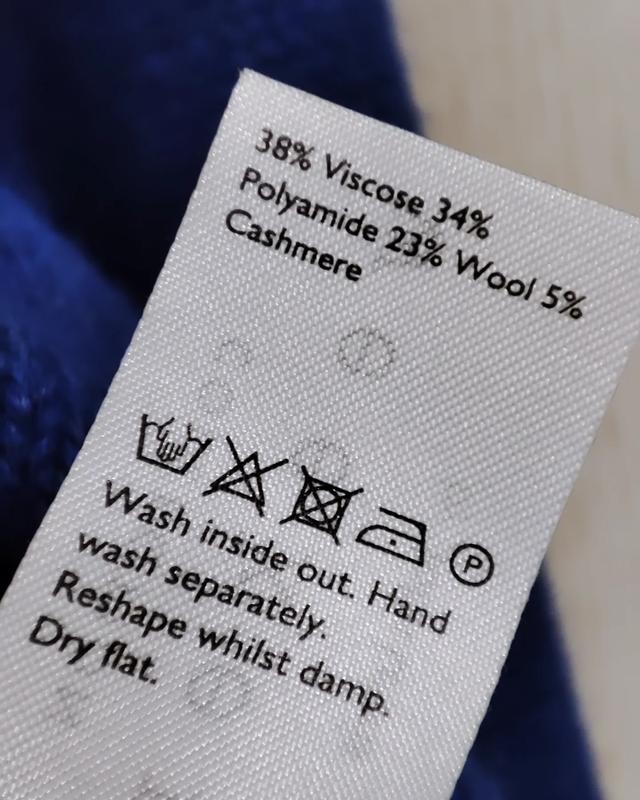 38% Viscose 34%
Polyamide 23% Wool 5%
Cashmere
P
Wash inside out. Hand
wash separately.
Reshape whilst damp.
Dry flat.